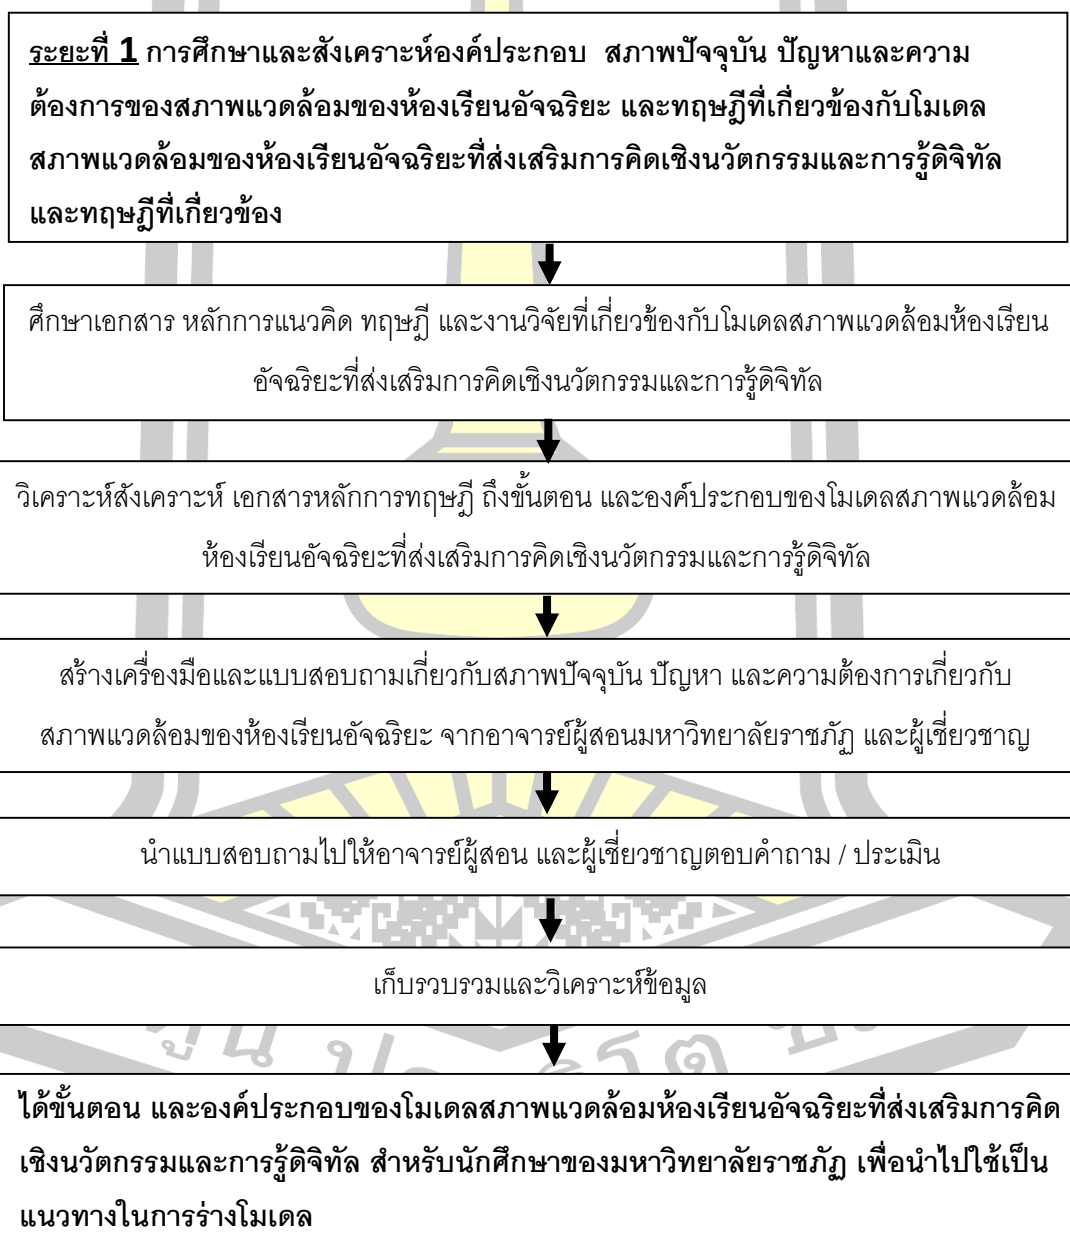 ระยะที่ 1 การศึกษาและสังเคราะห์องค์ประกอบ สภาพปัจจุบัน ปัญหาและความ
ต้องการของสภาพแวดล้อมของห้องเรียนอัจฉริยะ และทฤษฎีที่เกี่ยวข้องกับโมเดล
สภาพแวดล้อมของห้องเรียนอัจฉริยะที่ส่งเสริมการคิดเชิงนวัตกรรมและการรู้ดิจิทัล
และทฤษฎีที่เกี่ยวข้อง
ศึกษาเอกสาร หลักการแนวคิด ทฤษฎี และงานวิจัยที่เกี่ยวข้องกับโมเดลสภาพแวดล้อมห้องเรียน
อัจฉริยะที่ส่งเสริมการคิดเชิงนวัตกรรมและการรู้ดิจิทัล
วิเคราะห์สังเคราะห์ เอกสารหลักการทฤษฎี ถึงขั้นตอน และองค์ประกอบของโมเดลสภาพแวดล้อม
ห้องเรียนอัจฉริยะที่ส่งเสริมการคิดเชิงนวัตกรรมและการรู้ดิจิทัล
สร้างเครื่องมือและแบบสอบถามเกี่ยวกับสภาพปัจจุบัน ปัญหา และความต้องการเกี่ยวกับ
สภาพแวดล้อมของห้องเรียนอัจฉริยะ จากอาจารย์ผู้สอนมหาวิทยาลัยราชภัฏ และผู้เชี่ยวชาญ
นำแบบสอบถามไปให้อาจารย์ผู้สอน และผู้เชี่ยวชาญตอบคำถาม / ประเมิน
เก็บรวบรวมและวิเคราะห์ข้อมูล
ได้ขั้นตอน และองค์ประกอบของโมเดลสภาพแวดล้อมห้องเรียนอัจฉริยะที่ส่งเสริมการคิด
เชิงนวัตกรรมและการรู้ดิจิทัล สำหรับนักศึกษาของมหาวิทยาลัยราชภัฏ เพื่อนำไปใช้เป็น
แนวทางในการร่างโมเดล